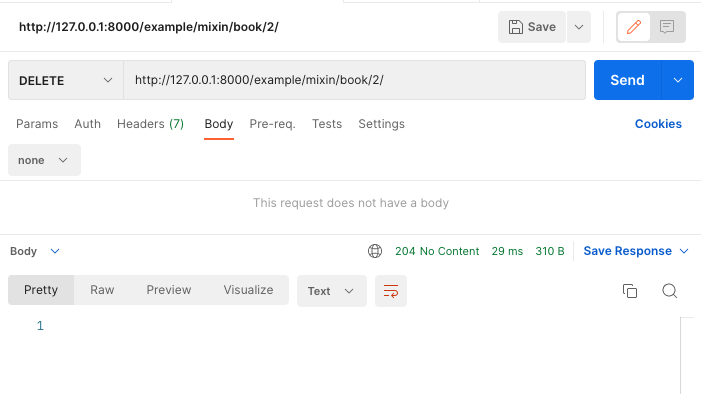 http://127.0.0.1:8000/example/mixin/book/2/ Save
DELETE http://127.0.0.1:8000/example/mixin/book/2/ Send
Params Auth Headers (7) Body Pre-req. Tests Settings Cookies
none
This request does not have a body
Body 204 No Content 29 ms 310 B Save Response
Pretty Raw Preview Visualize Text
1